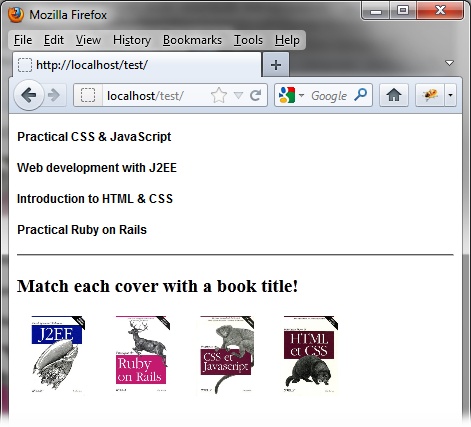 Mozilla Firefox
File Edit View History Bookmarks Tools Help
http://localhost/test/
localhost/test/
Google
Practical CSS & JavaScript
Web development with J2EE
Introduction to HTML & CSS
Practical Ruby on Rails
Match each cover with a book title!
J2EE
Ruby
on Rails
CSS et
Javascript
HTML
et CSS